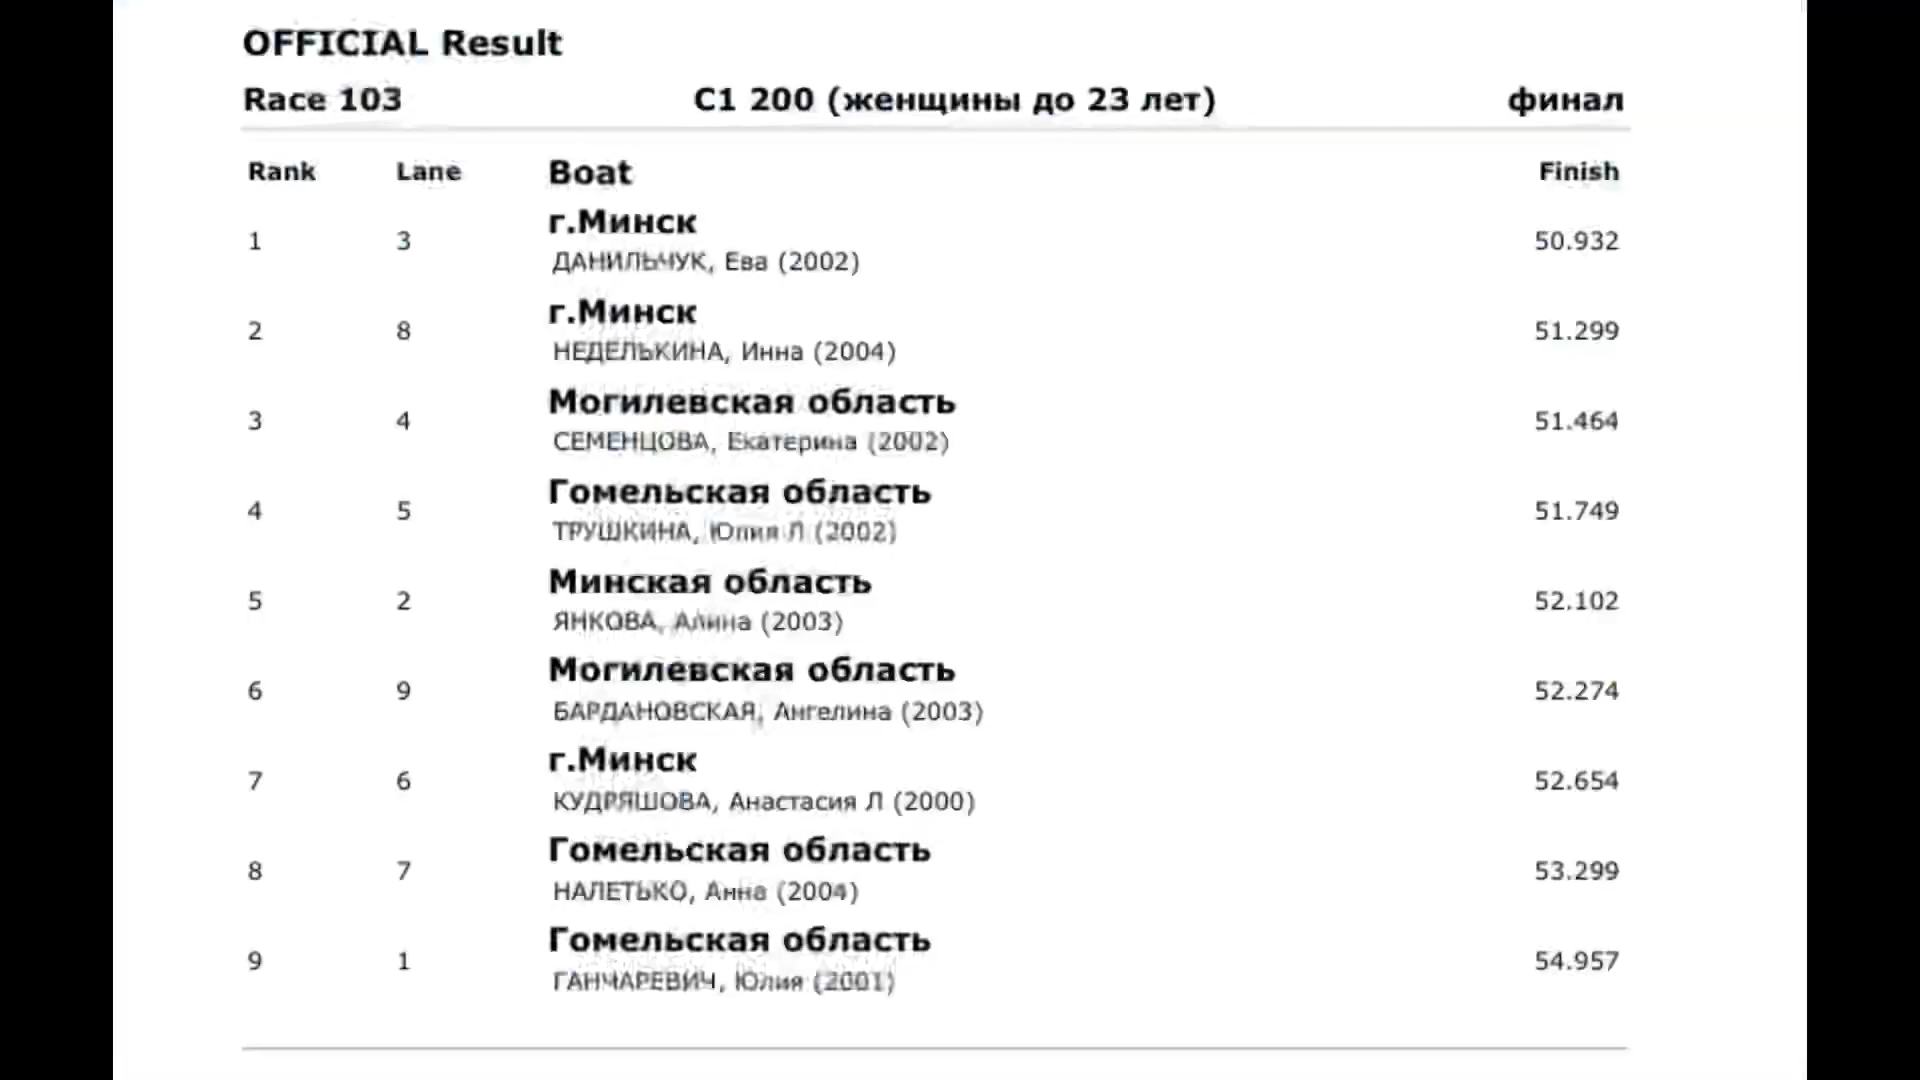 OFFICIAL Result
Race 103 C1 200 (женщины до 23 лет) финал
Rank Lane Boat Finish
г.Минск
1 3 50.932
ДАНИЛЬЧУК, Ева (2002)
г.Минск
2 8 51.299
НЕДЕЛЬКИНА, Инна (2004)
Могилевская область
3 4 51.464
СЕМЕНЦОВА, Екатерина (2002)
Гомельская область
4 5 51.749
ТРУШКИНА, Юлия Л (2002)
Минская область
5 2 52.102
ЯНКОВА, Алина (2003)
Могилевская область
6 9 52.274
БАРДАНОВСКАЯ, Ангелина (2003)
г.Минск
7 6 52.654
КУДРЯШОВА, Анастасия Л (2000)
Гомельская область
8 7 53.299
НАЛЕТЬКО, Анна (2004)
Гомельская область
9 1 54.957
ГАНЧАРЕВИЧ, Юлия (2001)